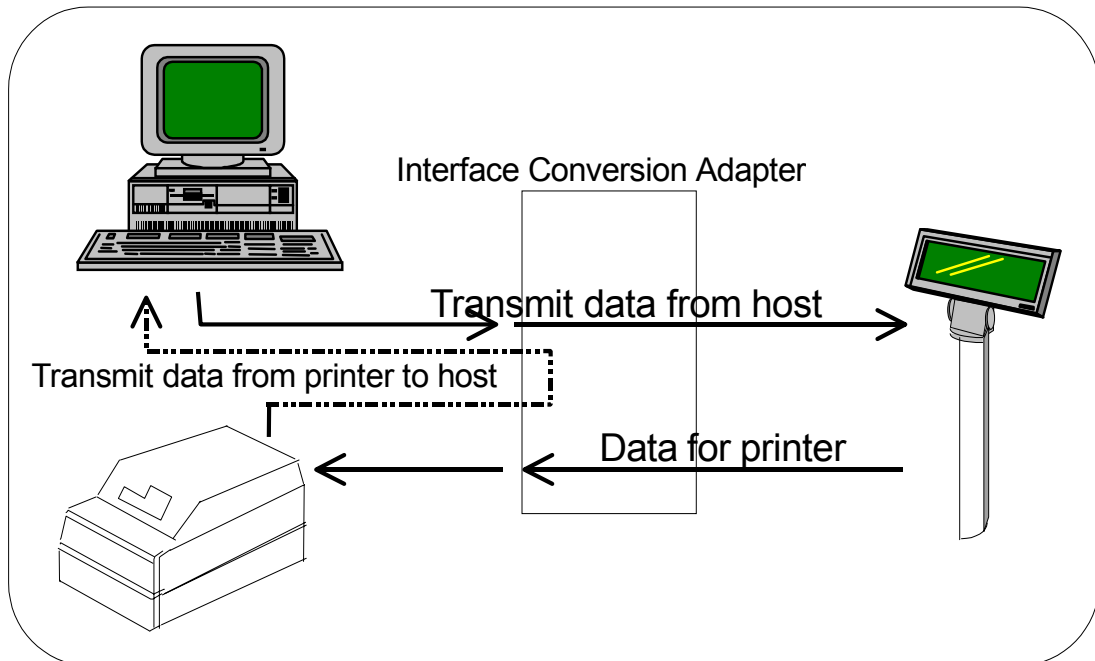 Interface Conversion Adapter
Transmit data from host
Transmit data from printer to host
Data for printer